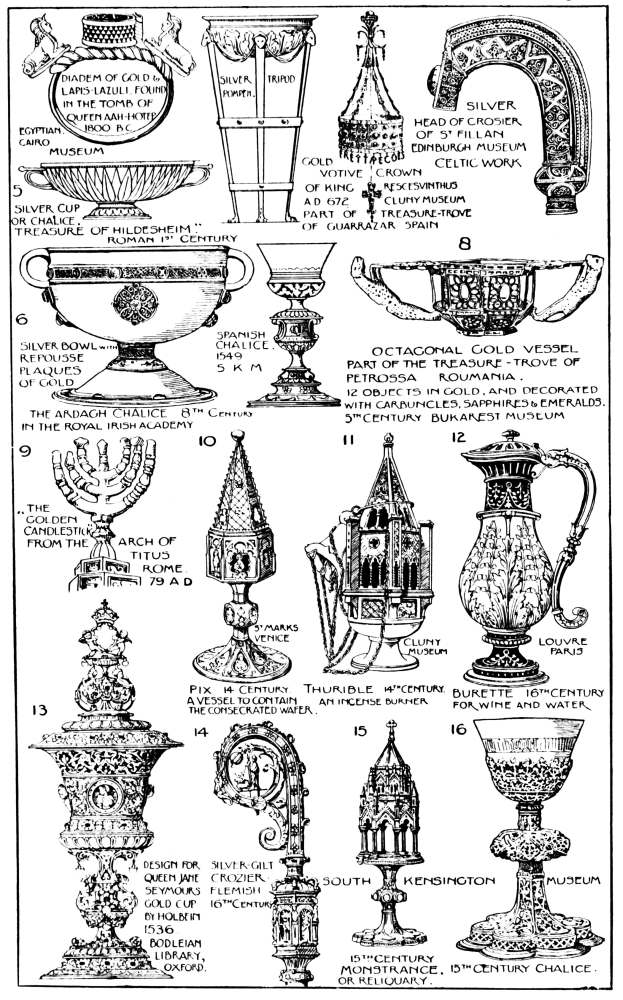 DIADEM OF GOLD &
LAPIS-LAZULI, FOUND
IN THE TOMB OF
QUEEN AAH-HOTEP
1800 B.C.
EGYPTIAN.
CAIRO
MUSEUM
SILVER TRIPOD
POMPEII.
GOLD
VOTIVE CROWN
OF KING RESCESVINTHUS
A D 672 CLUNY MUSEUM
PART OF TREASURE-TROVE
OF GUARRAZAR SPAIN
SILVER
HEAD OF CROSIER
OF ST FILLAN
EDINBURGH MUSEUM
CELTIC WORK
5
SILVER CUP
OR CHALICE,
TREASURE OF HILDESHEIM."
ROMAN 1ST CENTURY
6
SILVER BOWL WITH
REPOUSSE
PLAQUES
OF GOLD
THE ARDAGH CHALICE 8TH CENTURY
IN THE ROYAL IRISH ACADEMY
SPANISH
CHALICE.
1549
S K M
8
OCTAGONAL GOLD VESSEL
PART OF THE TREASURE-TROVE OF
PETROSSA ROUMANIA.
12 OBJECTS IN GOLD, AND DECORATED
WITH CARBUNCLES, SAPPHIRES & EMERALDS.
5TH CENTURY BUKAREST MUSEUM
9
"THE
GOLDEN
CANDLESTICK"
FROM THE ARCH OF
TITUS
ROME.
79 A D
10
ST MARKS
VENICE
PIX 14 CENTURY.
A VESSEL TO CONTAIN
THE CONSECRATED WAFER.
11
CLUNY
MUSEUM
THURIBLE 14TH CENTURY.
AN INCENSE BURNER
12
LOUVRE
PARIS
BURETTE 16TH CENTURY
FOR WINE AND WATER
13
DESIGN FOR
QUEEN JANE
SEYMOURS
GOLD CUP
BY HOLBEIN
1536
BODLEIAN
LIBRARY,
OXFORD.
14
SILVER-GILT
CROZIER
FLEMISH
16TH CENTURY
15
SOUTH KENSINGTON MUSEUM
15TH CENTURY
MONSTRANCE,
OR RELIQUARY.
16
15TH CENTURY CHALICE.